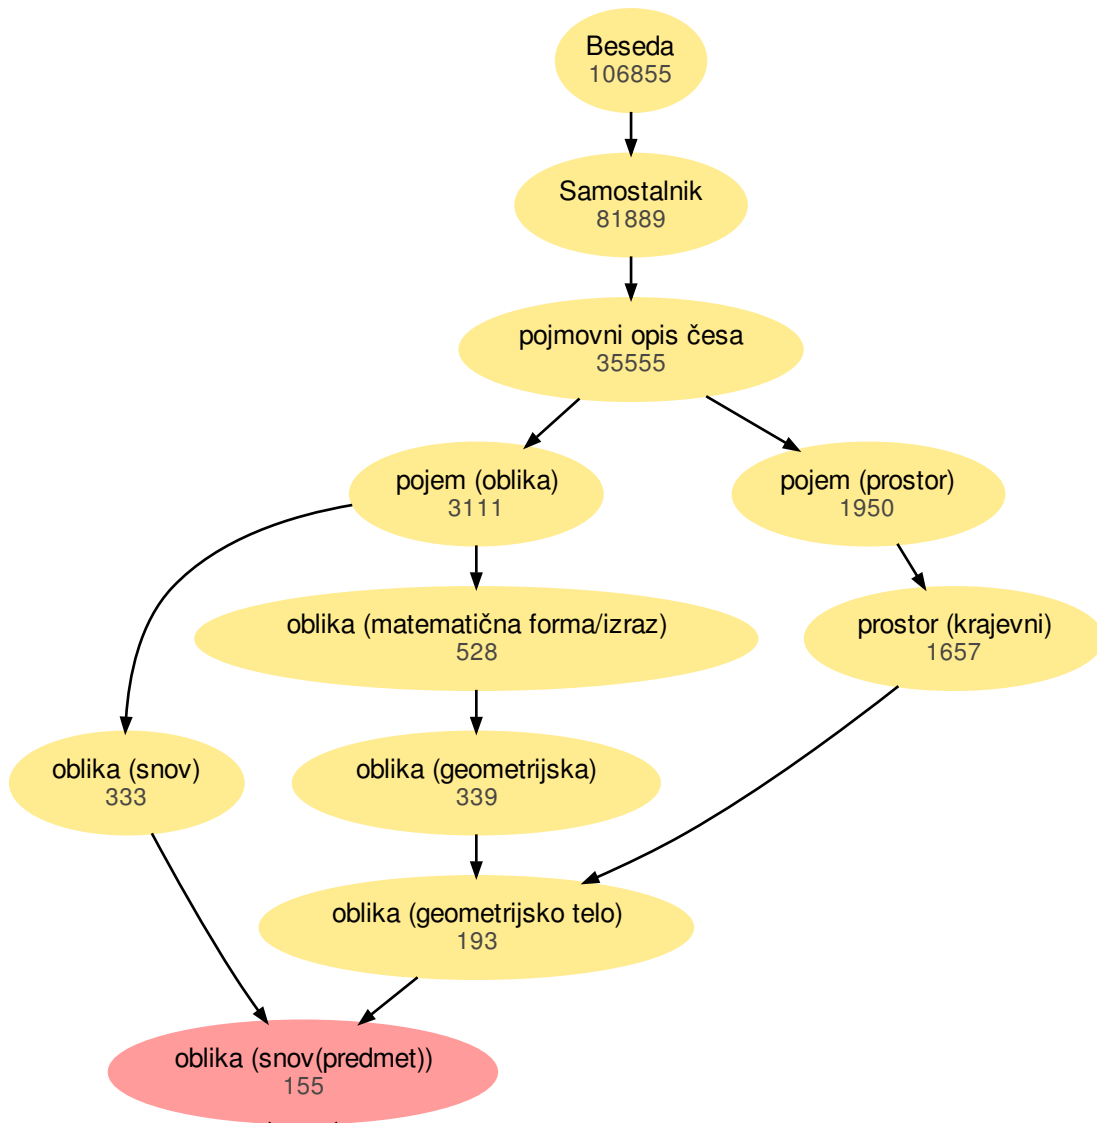 Beseda
106855
Samostalnik
81889
pojmovni opis česa
35555
pojem (oblika)
3111
pojem (prostor)
1950
oblika (matematična forma/izraz)
528
prostor (krajevni)
1657
oblika (snov)
333
oblika (geometrijska)
339
oblika (geometrijsko telo)
193
oblika (snov(predmet))
155